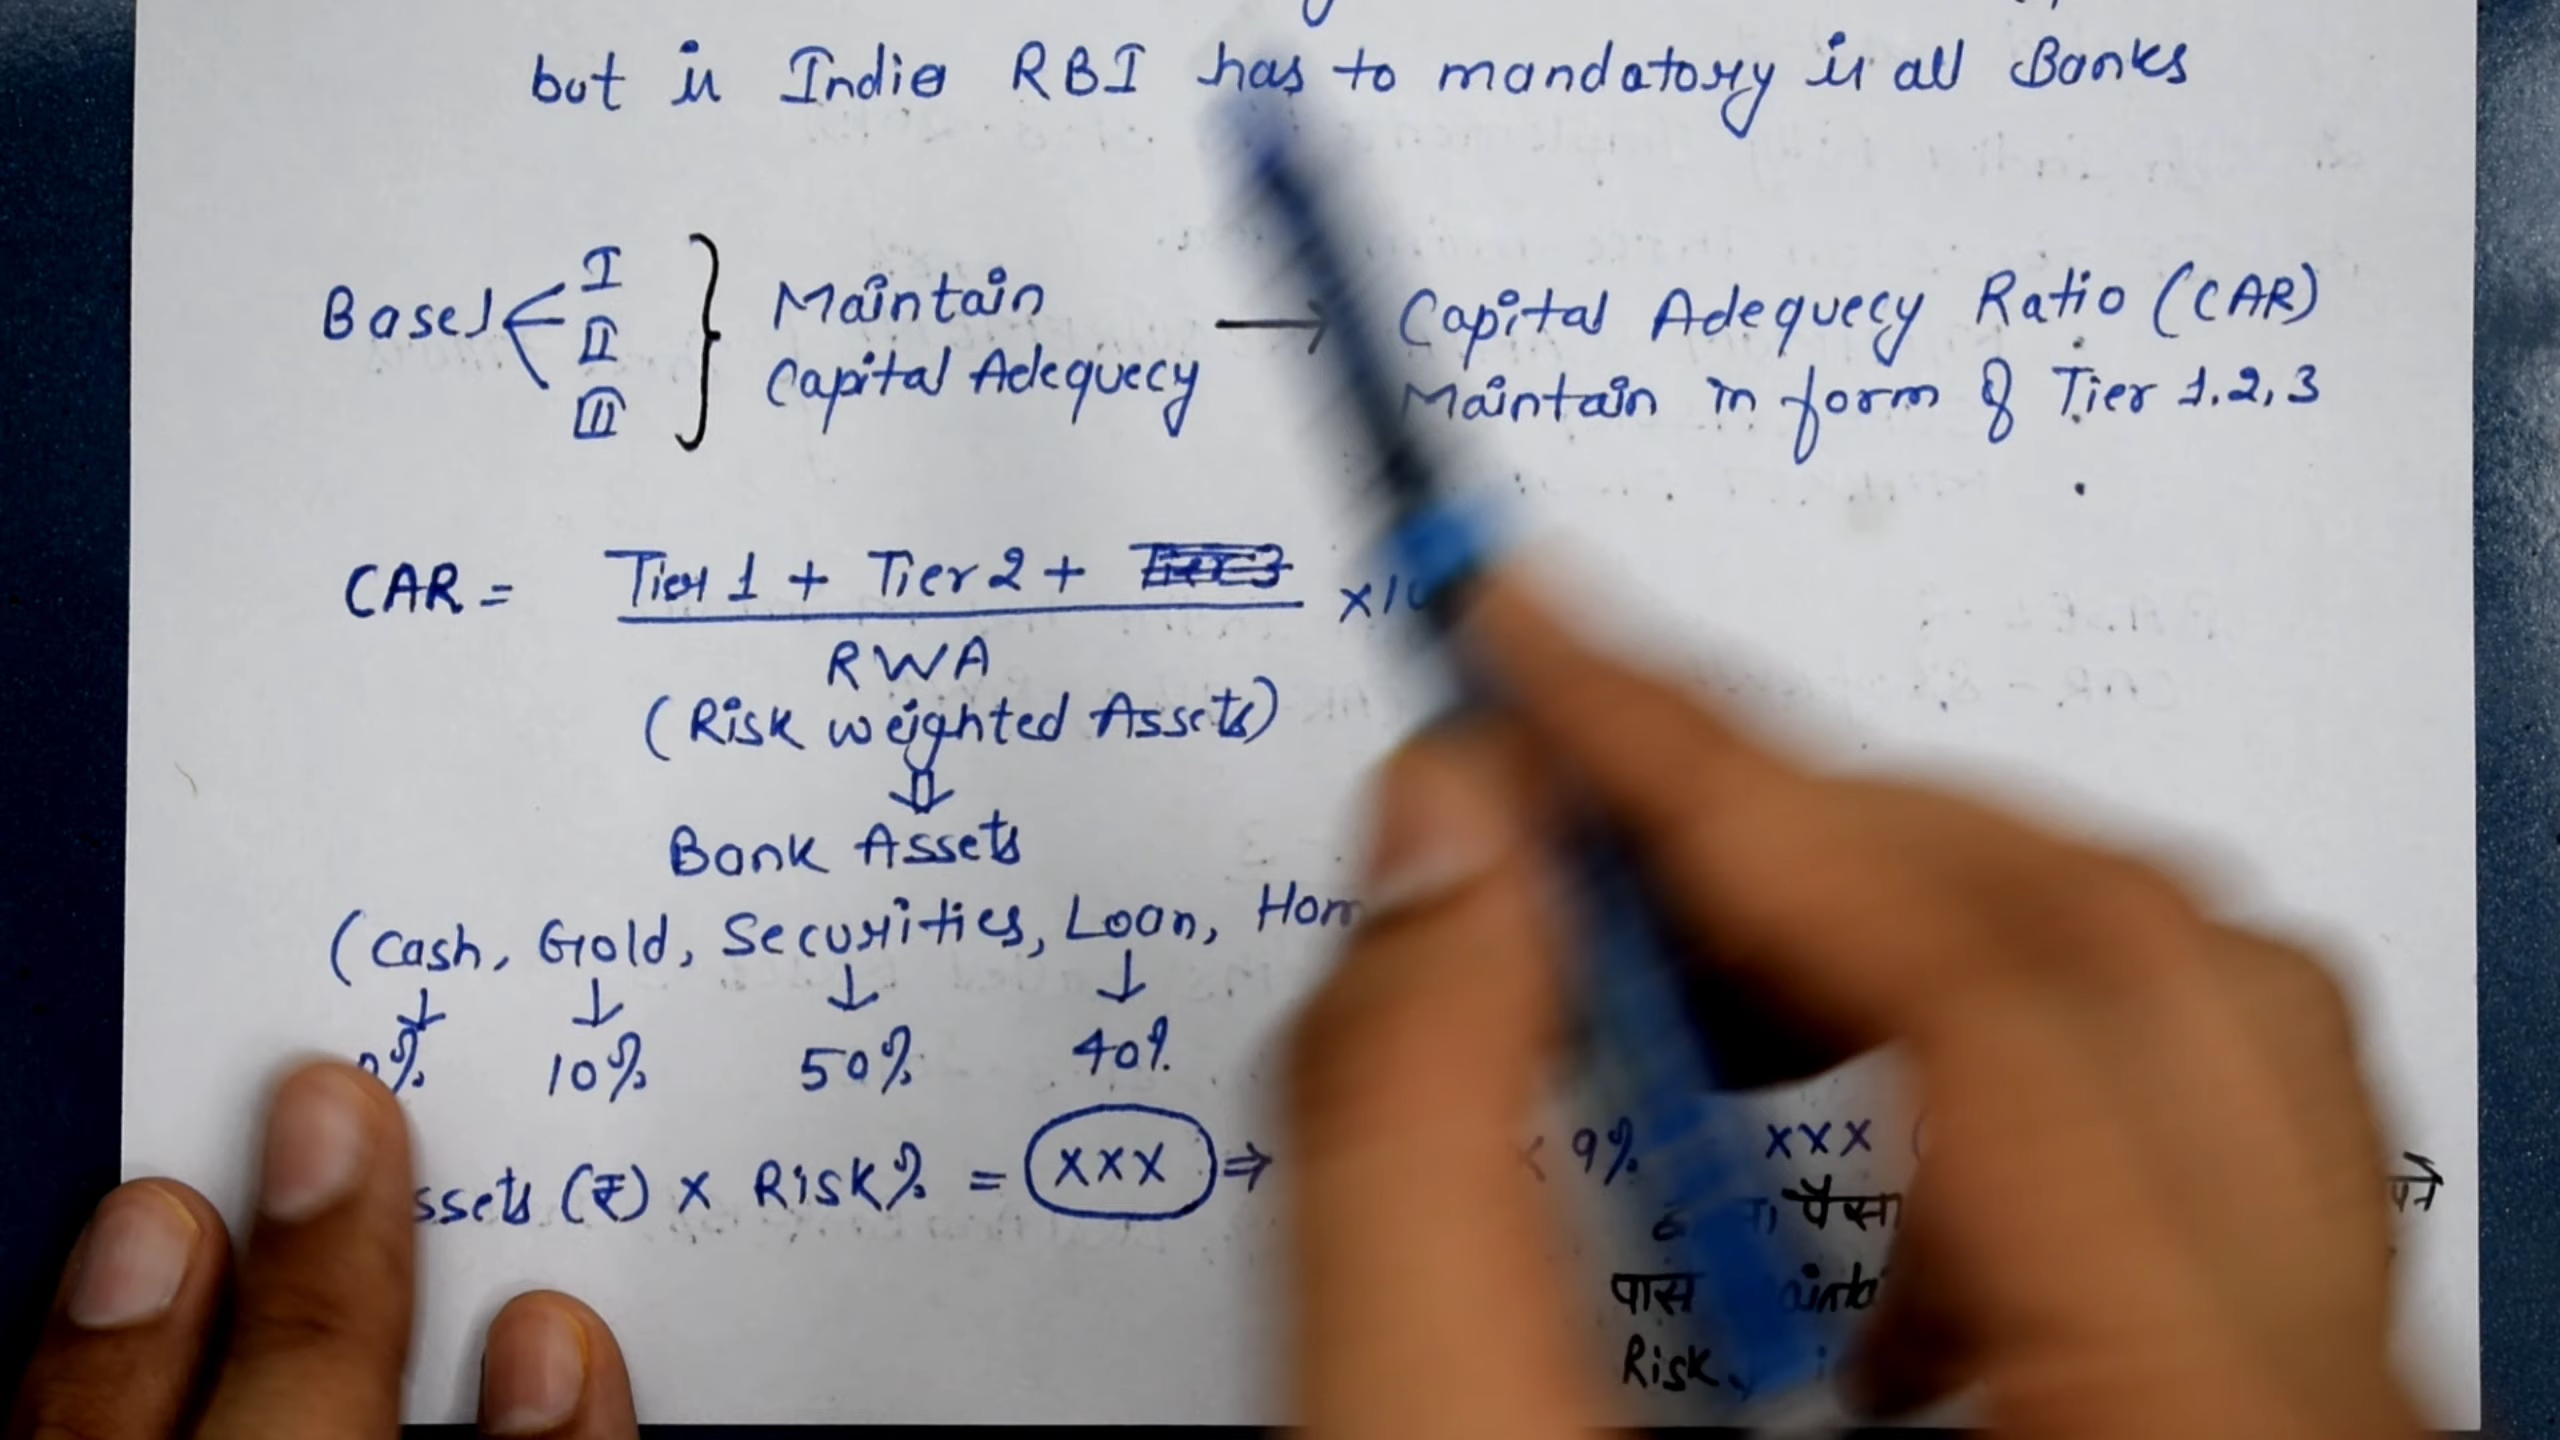 but in India RBI has to mandatory in all Banks
Basel I II III } Maintain Capital Adequecy → Capital Adequecy Ratio (CAR)
Maintain in form of Tier 1.2,3
CAR = Tier 1 + Tier 2 + Tier 3
RWA
(Risk weighted Assets)
Bank Assets
(Cash, Gold, Securities, Loan,
10% 50% 40%
(₹) x Risk% = xxx ⇒ 9% xxx
पैसा
पास
Risk